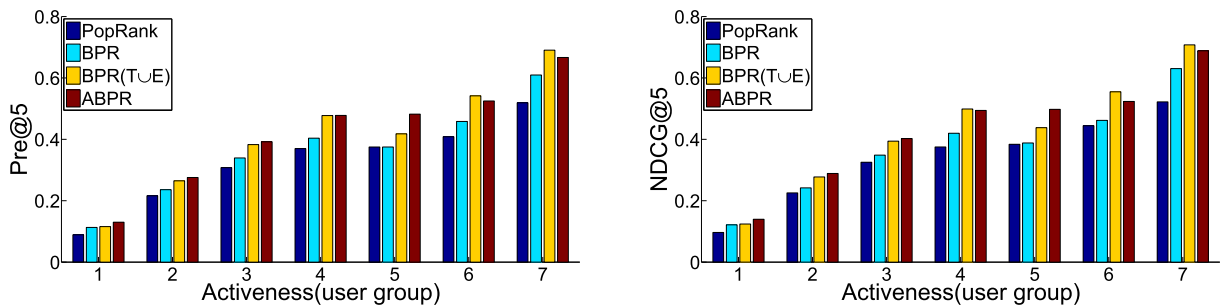 Pre@5
0.8
0.6
0.4
0.2
0
PopRank
BPR
BPR(T∪E)
ABPR
1 2 3 4 5 6 7
Activeness(user group)
NDCG@5
0.8
0.6
0.4
0.2
0
PopRank
BPR
BPR(T∪E)
ABPR
1 2 3 4 5 6 7
Activeness(user group)